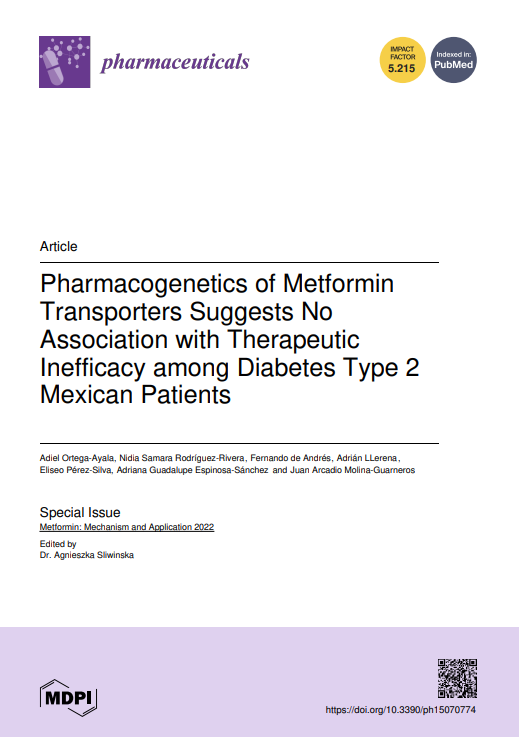 pharmaceuticals
IMPACT
FACTOR
5.215
Indexed in:
PubMed
Article
Pharmacogenetics of Metformin
Transporters Suggests No
Association with Therapeutic
Inefficacy among Diabetes Type 2
Mexican Patients
Adiel Ortega-Ayala, Nidia Samara Rodríguez-Rivera, Fernando de Andrés, Adrián LLerena,
Eliseo Pérez-Silva, Adriana Guadalupe Espinosa-Sánchez and Juan Arcadio Molina-Guarneros
Special Issue
Metformin: Mechanism and Application 2022
Edited by
Dr. Agnieszka Sliwinska
MDPI
https://doi.org/10.3390/ph15070774